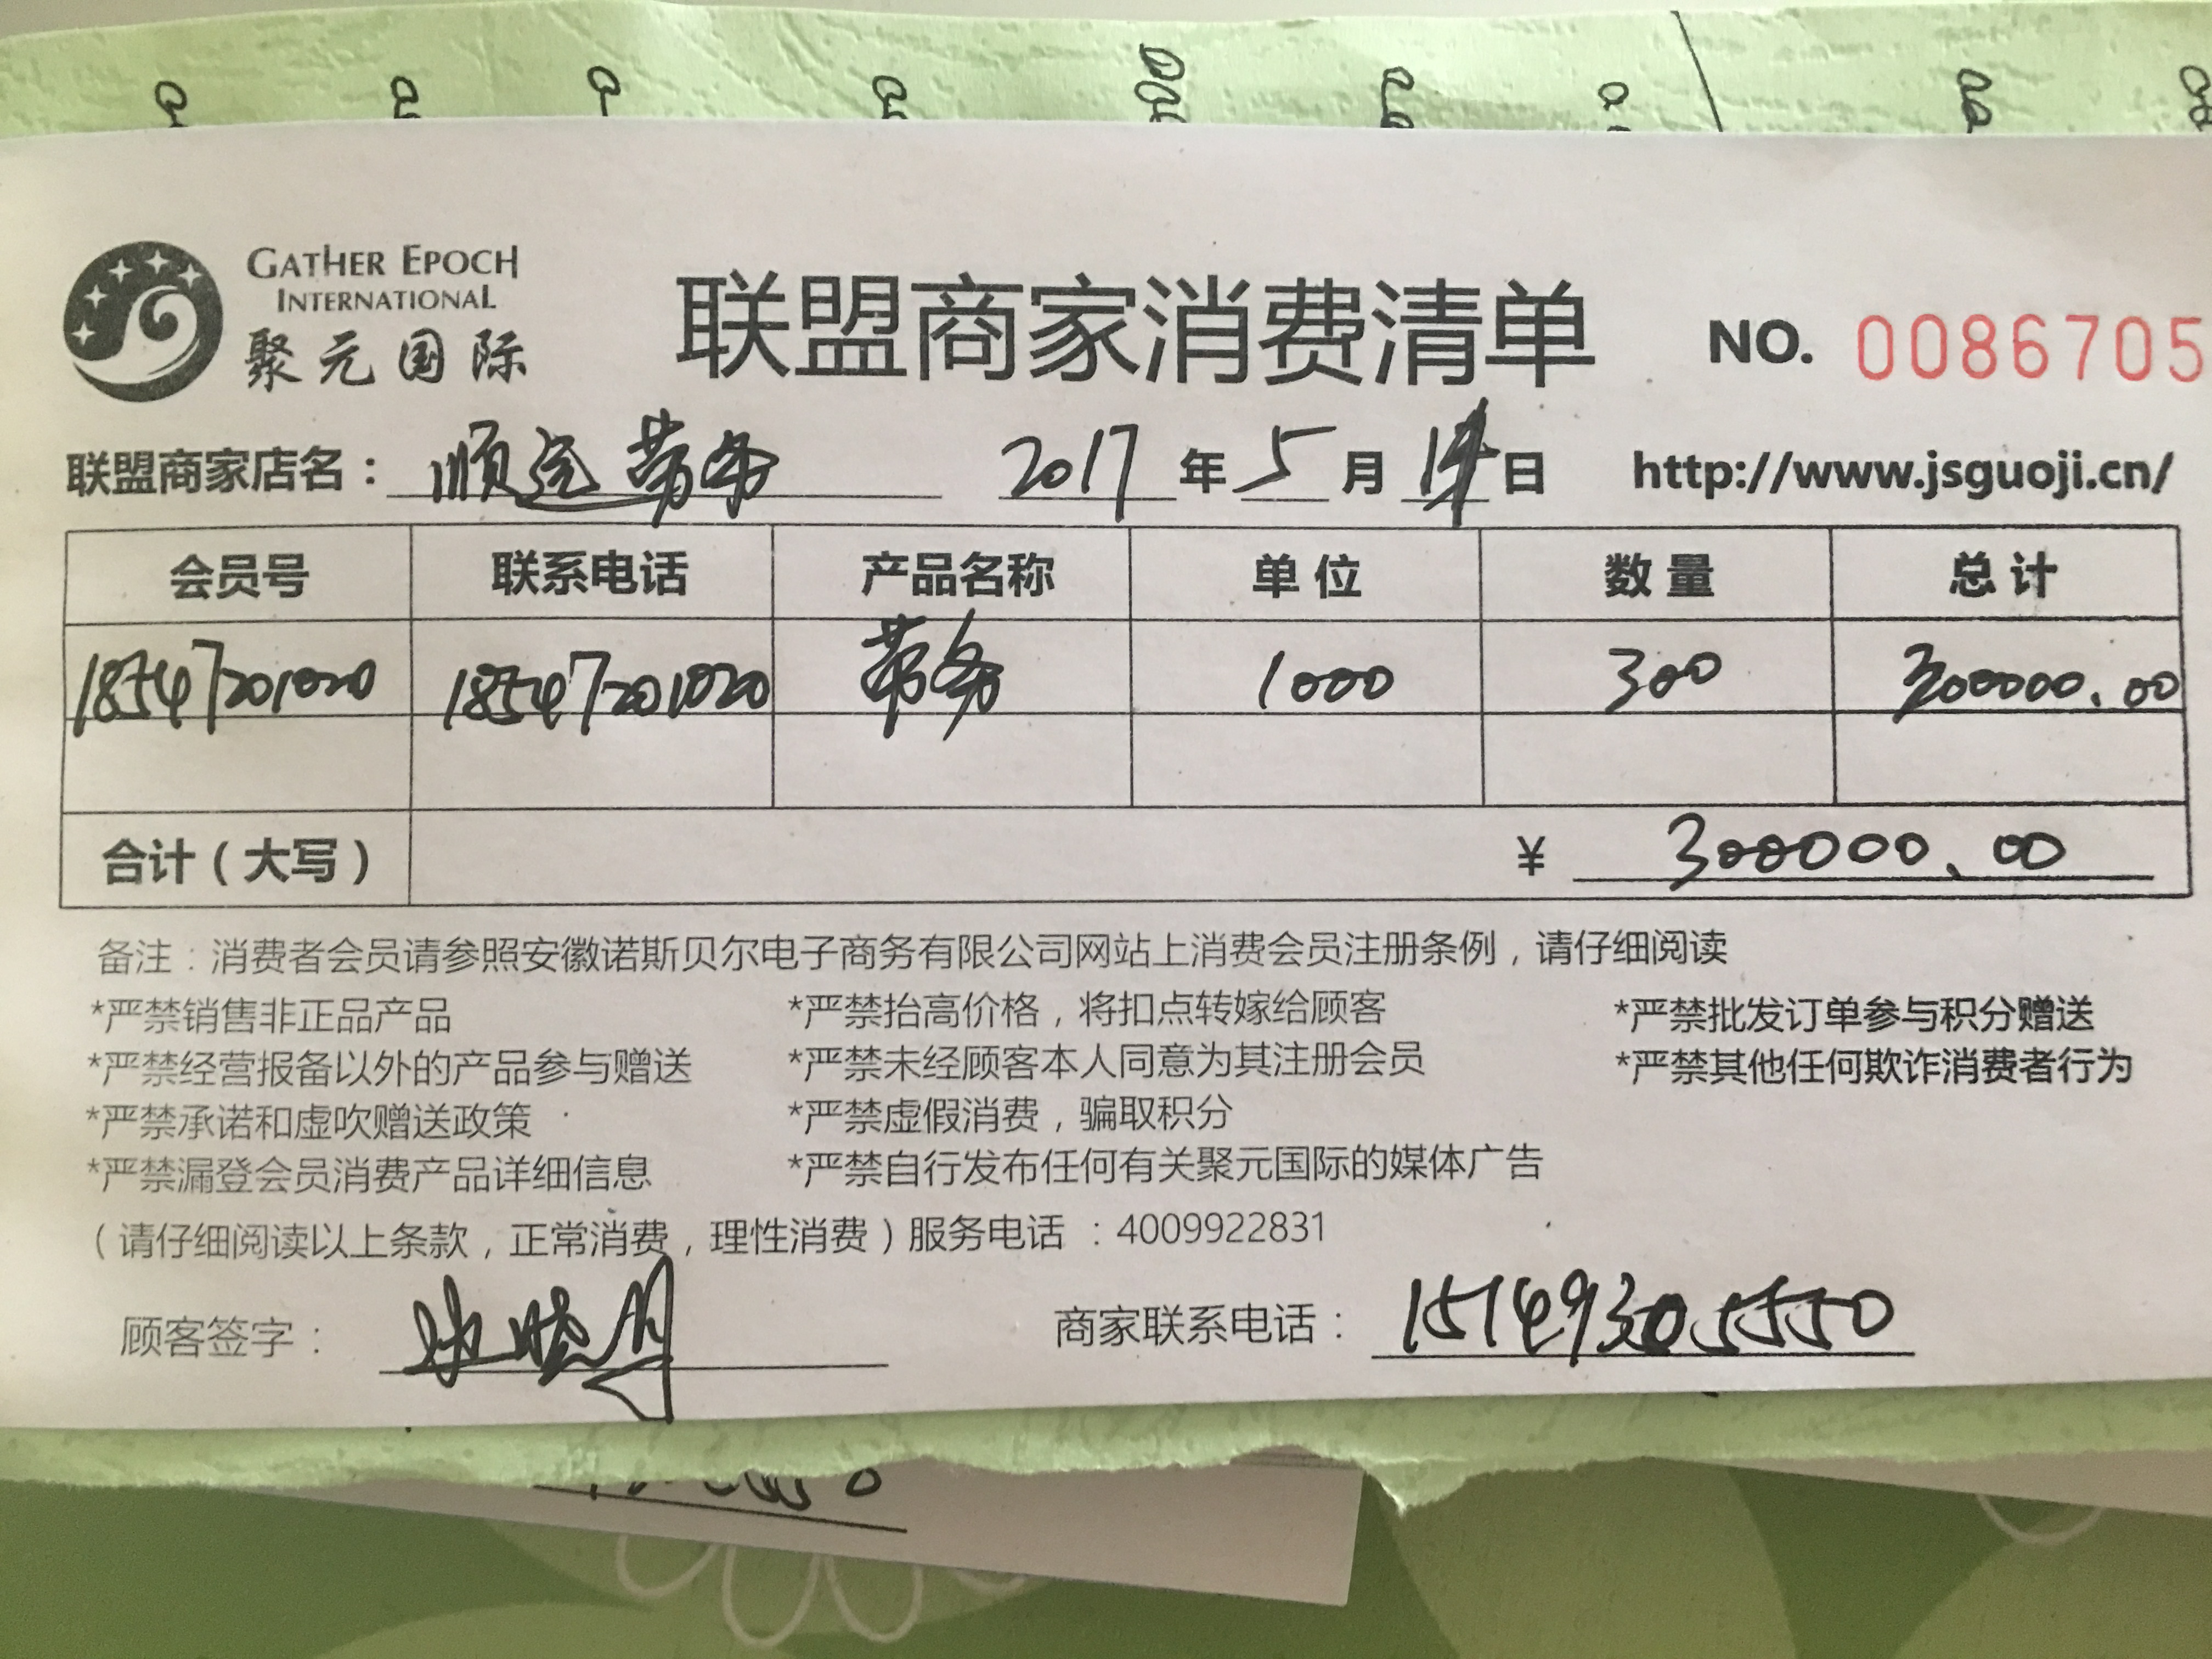 GATHER EPOCH
INTERNATIONAL
聚元国际
联盟商家消费清单 NO. 0086705
联盟商家店名： 顺运 2017年5月19日 http://www.jsguoji.cn/
会员号 联系电话 产品名称 单位 数量 总计
1000 300 300000.00
合计（大写） ¥ 300000.00
备注：消费者会员请参照安徽诺斯贝尔电子商务有限公司网站上消费会员注册条例，请仔细阅读
*严禁销售非正品产品 *严禁抬高价格，将扣点转嫁给顾客 *严禁批发订单参与积分赠送
*严禁经营报备以外的产品参与赠送 *严禁未经顾客本人同意为其注册会员 *严禁其他任何欺诈消费者行为
*严禁承诺和虚吹赠送政策 *严禁虚假消费，骗取积分
*严禁漏登会员消费产品详细信息 *严禁自行发布任何有关聚元国际的媒体广告
（请仔细阅读以上条款，正常消费，理性消费）服务电话：4009922831
顾客签字： 商家联系电话：